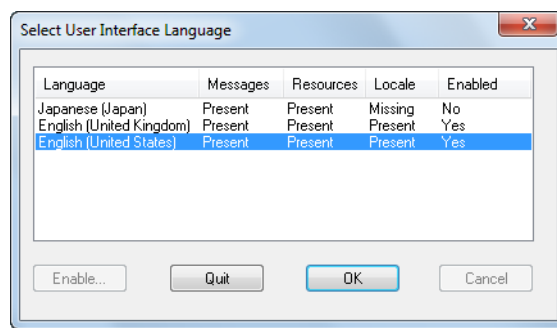 Select User Interface Language
Language Messages Resources Locale Enabled
Japanese (Japan) Present Present Missing No
English (United Kingdom) Present Present Present Yes
English (United States) Present Present Present Yes
Enable... Quit OK Cancel